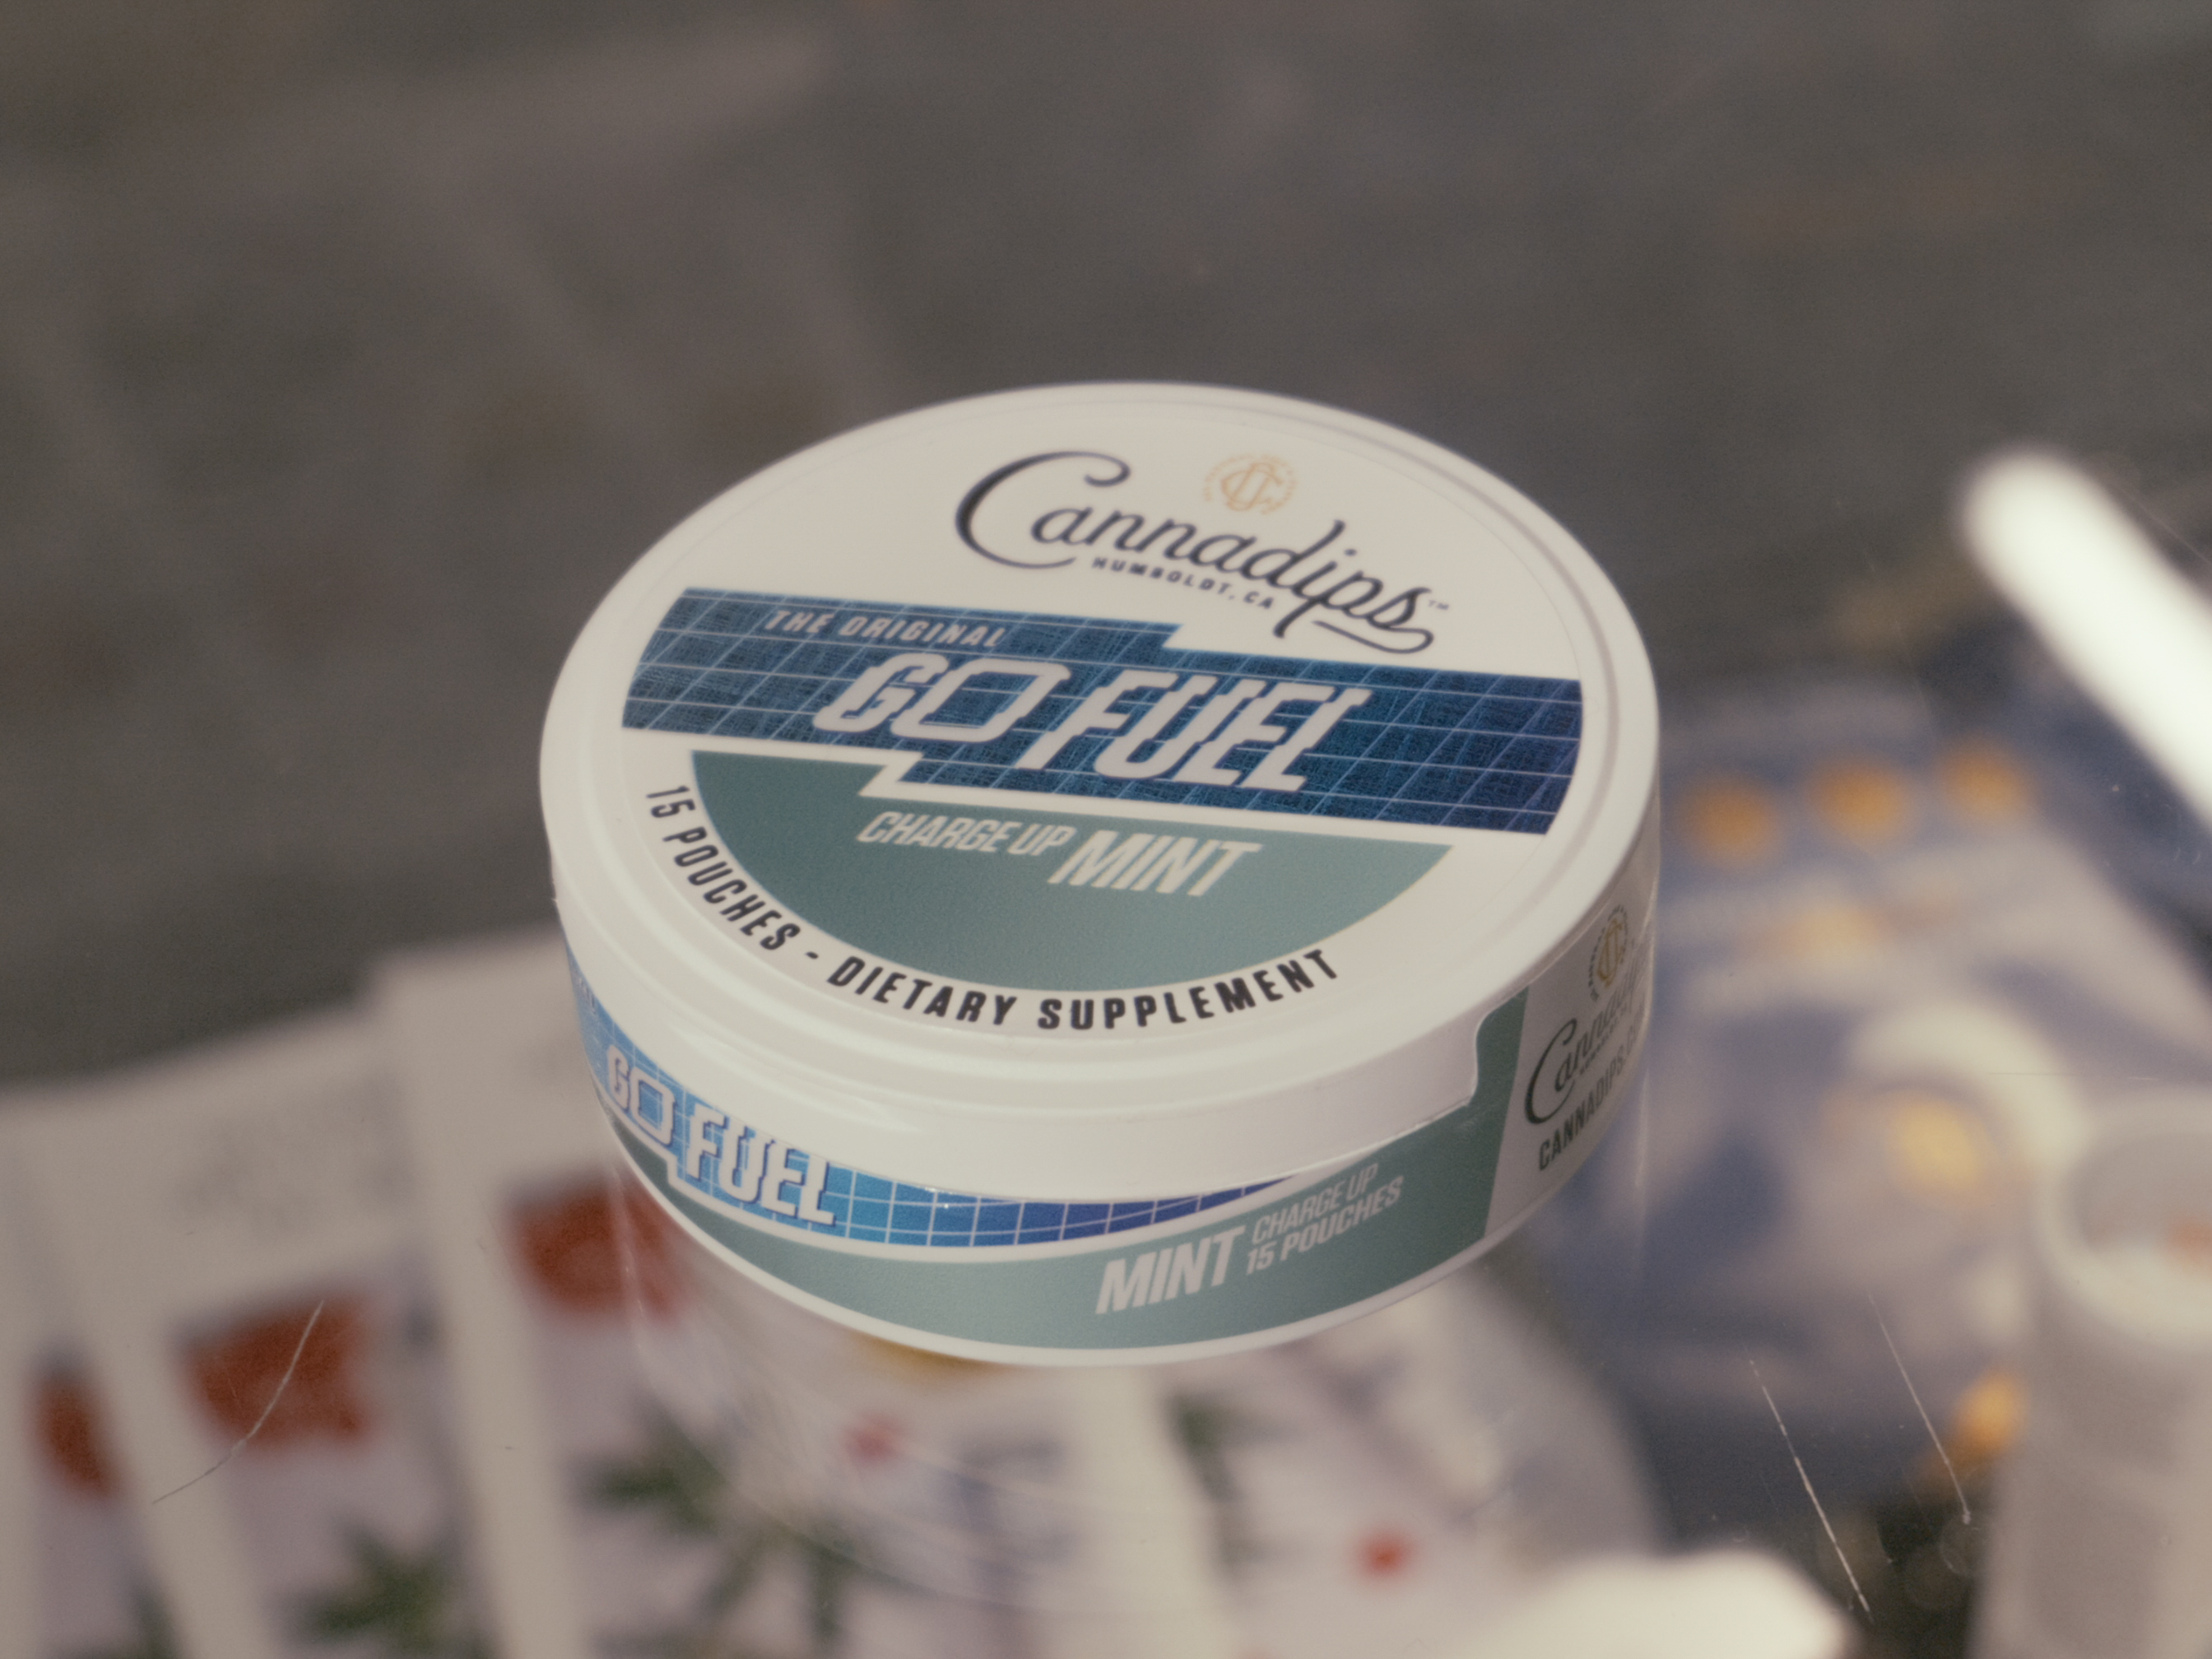 Cannadips™
HUMBOLDT, CA
THE ORIGINAL
GO FUEL
CHARGE UP MINT
15 POUCHES - DIETARY SUPPLEMENT
GO FUEL
MINT CHARGE UP
15 POUCHES
Cannadips
CANNADIPS